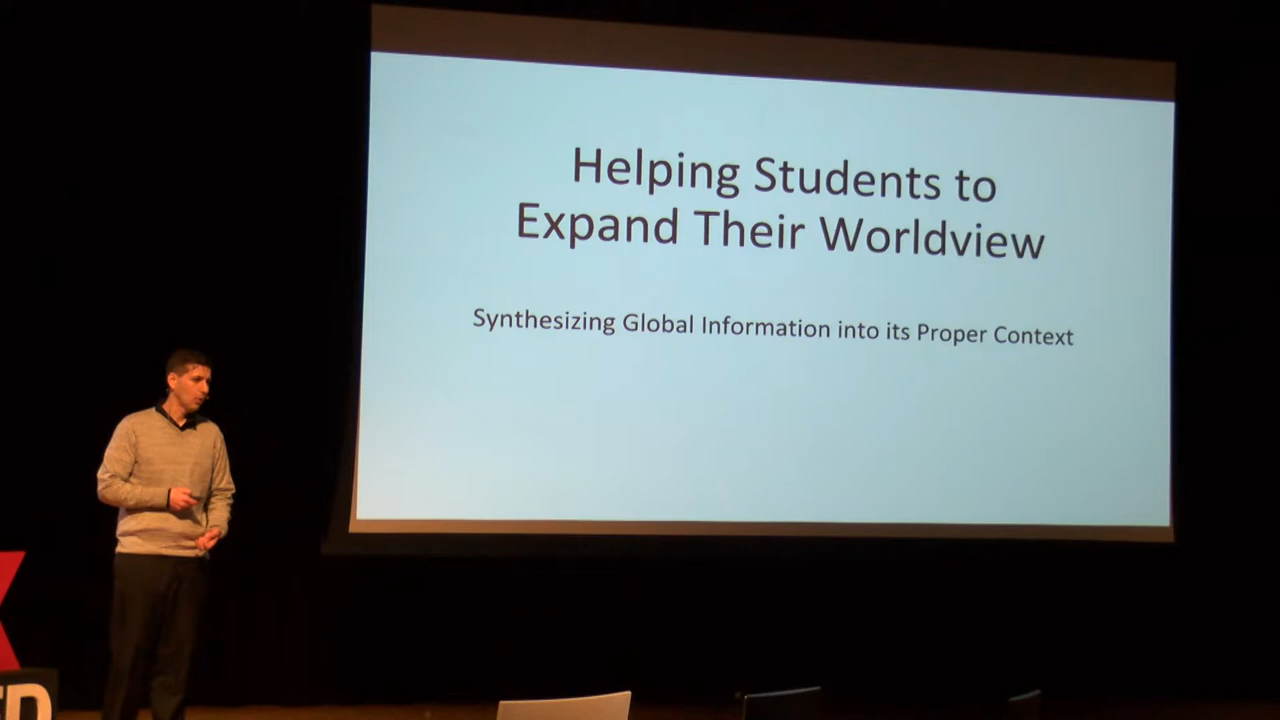 Helping Students to
Expand Their Worldview
Synthesizing Global Information into its Proper Context
X